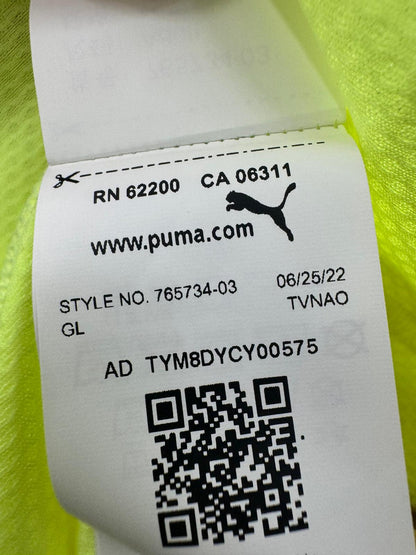 RN 62200 CA 06311
www.puma.com
STYLE NO. 765734-03 06/25/22
GL TVNAO
AD TYM8DYCY00575